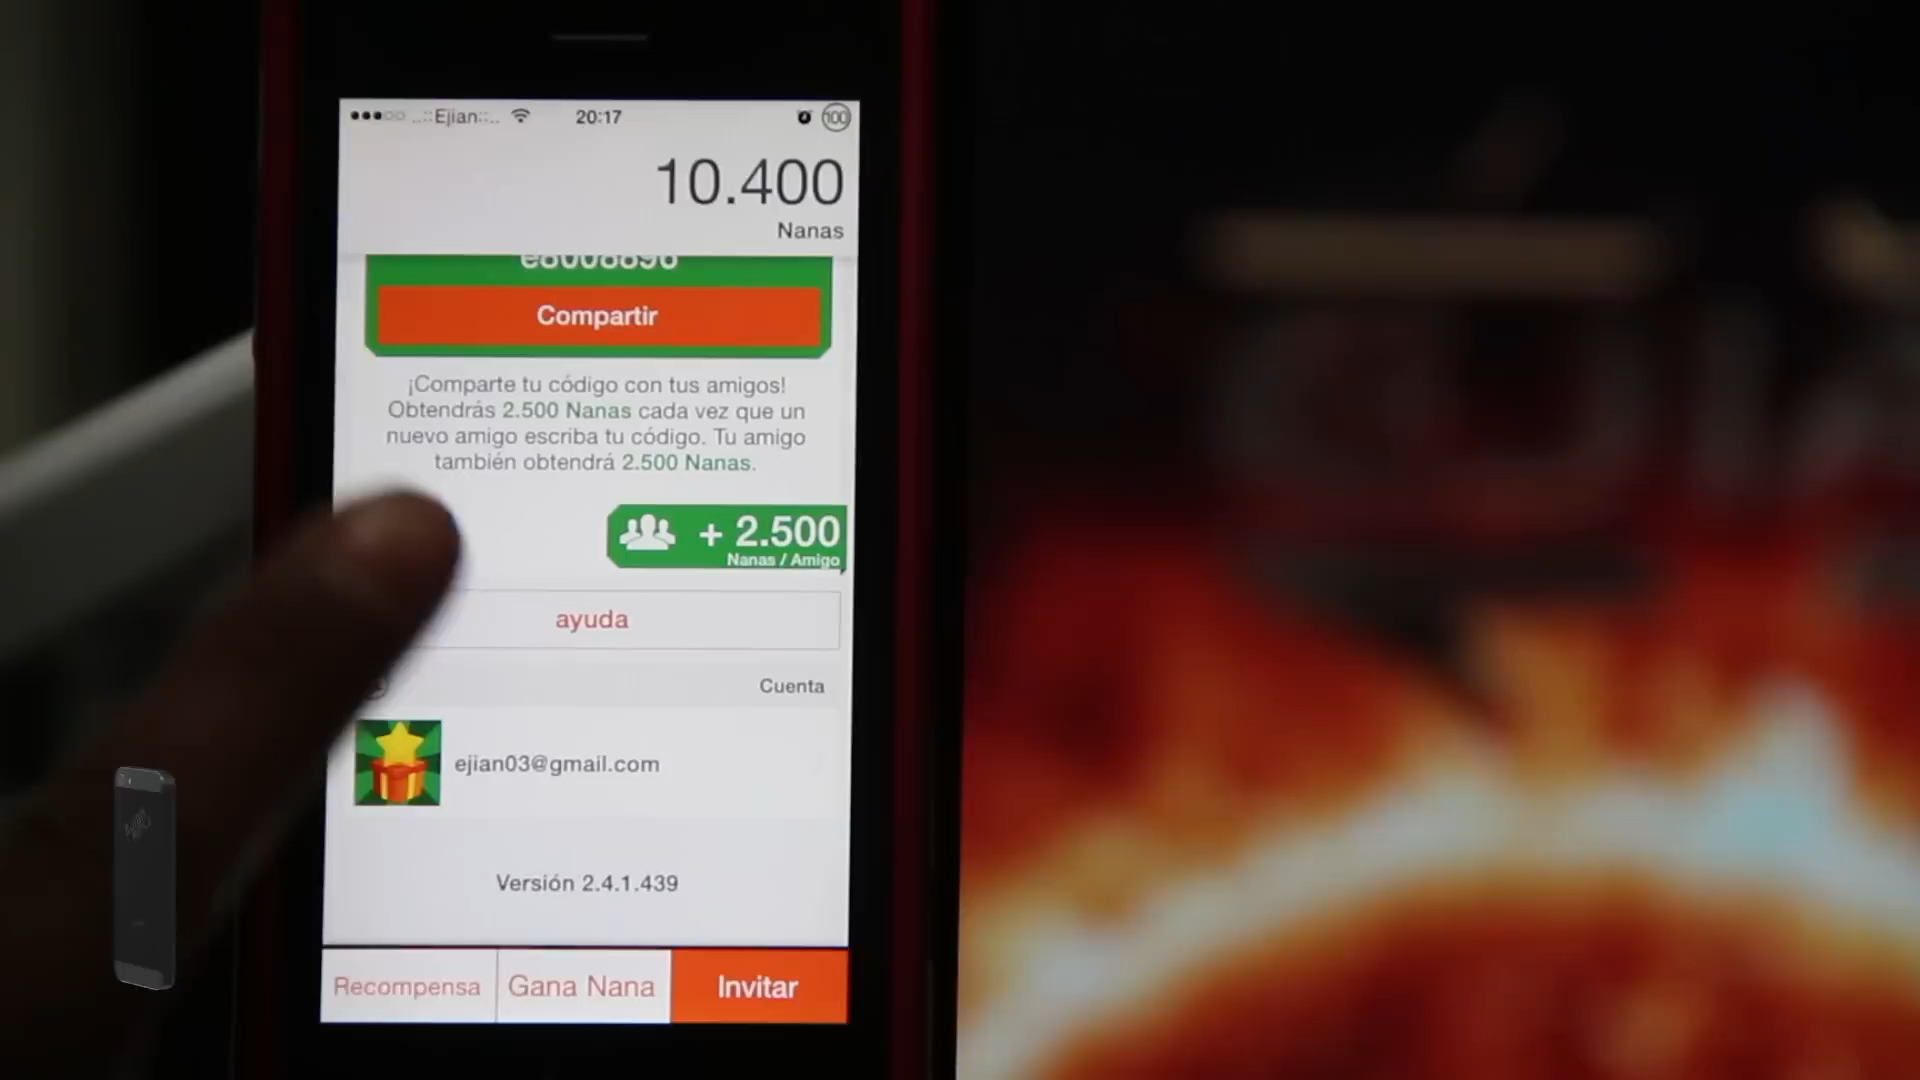 ..::Ejian::..
20:17
100
10.400
Nanas
e8008896
Compartir
¡Comparte tu código con tus amigos!
Obtendrás 2.500 Nanas cada vez que un
nuevo amigo escriba tu código. Tu amigo
también obtendrá 2.500 Nanas.
+ 2.500
Nanas / Amigo
ayuda
Cuenta
ejian03@gmail.com
Versión 2.4.1.439
Recompensa
Gana Nana
Invitar